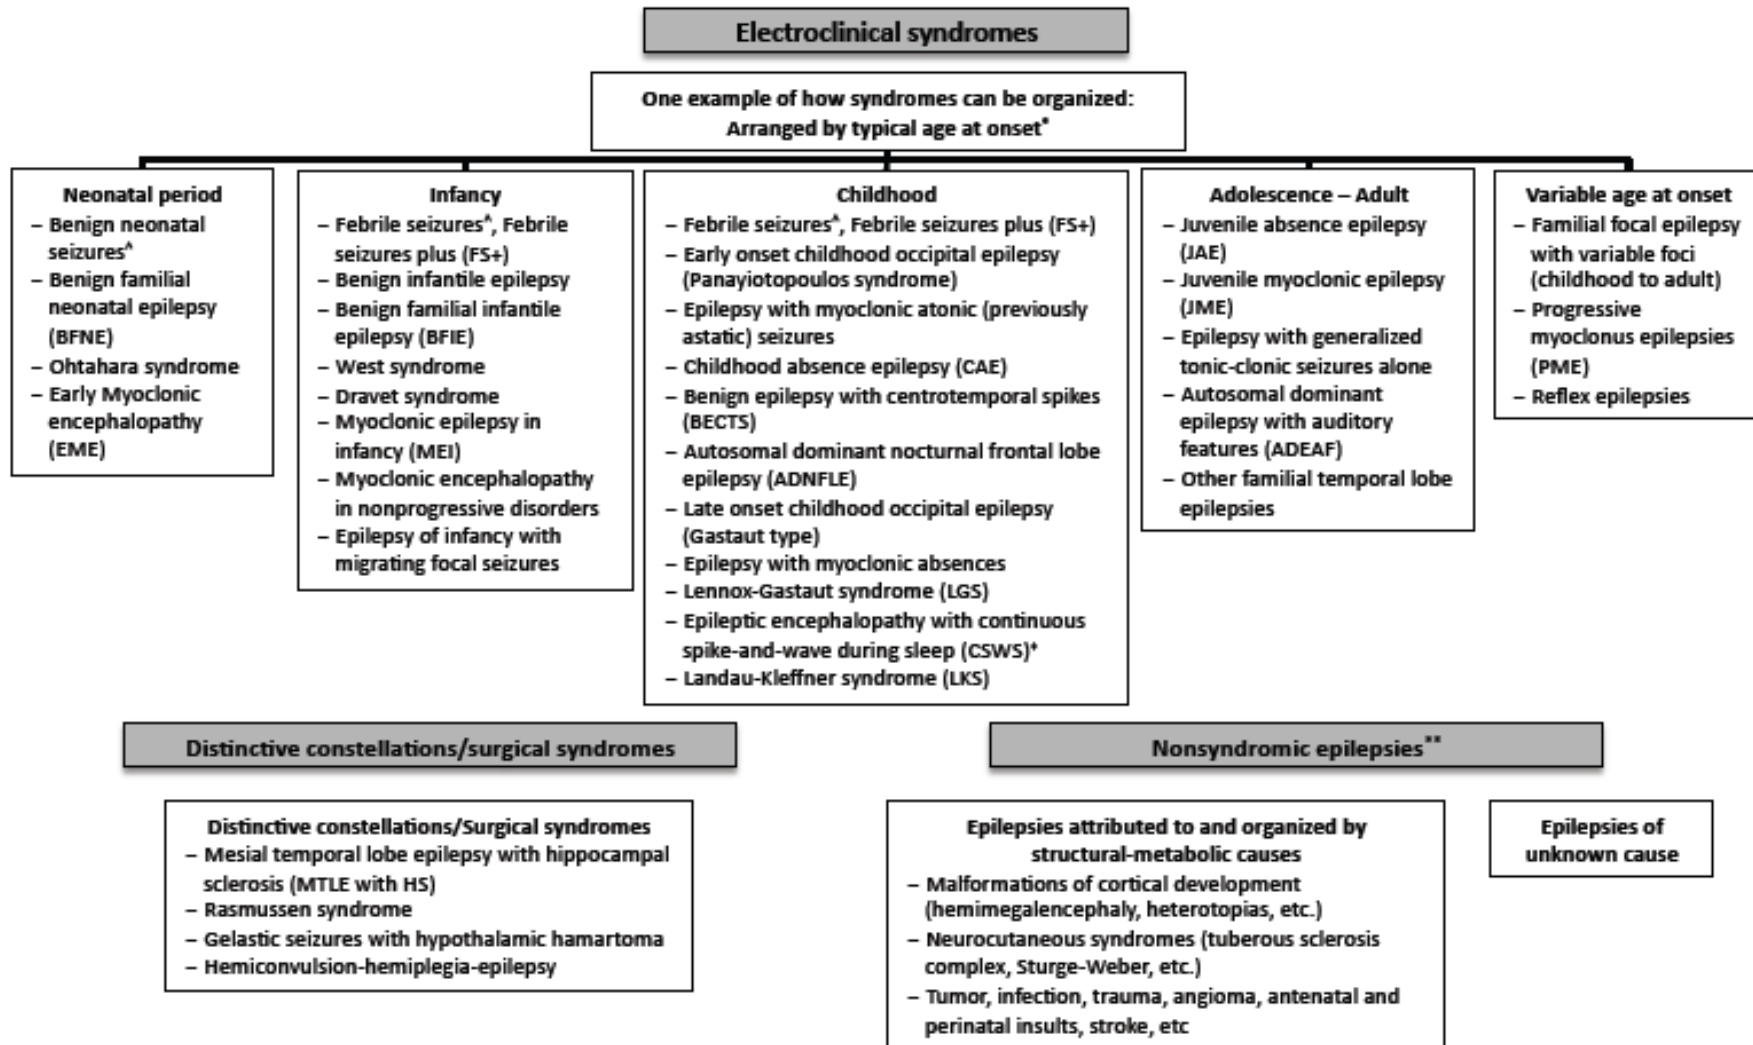 Electroclinical syndromes
One example of how syndromes can be organized:
Arranged by typical age at onset*
Neonatal period
– Benign neonatal
seizures^
– Benign familial
neonatal epilepsy
(BFNE)
– Ohtahara syndrome
– Early Myoclonic
encephalopathy
(EME)
Infancy
– Febrile seizures^, Febrile
seizures plus (FS+)
– Benign infantile epilepsy
– Benign familial infantile
epilepsy (BFIE)
– West syndrome
– Dravet syndrome
– Myoclonic epilepsy in
infancy (MEI)
– Myoclonic encephalopathy
in nonprogressive disorders
– Epilepsy of infancy with
migrating focal seizures
Childhood
– Febrile seizures^, Febrile seizures plus (FS+)
– Early onset childhood occipital epilepsy
(Panayiotopoulos syndrome)
– Epilepsy with myoclonic atonic (previously
astatic) seizures
– Childhood absence epilepsy (CAE)
– Benign epilepsy with centrotemporal spikes
(BECTS)
– Autosomal dominant nocturnal frontal lobe
epilepsy (ADNFLE)
– Late onset childhood occipital epilepsy
(Gastaut type)
– Epilepsy with myoclonic absences
– Lennox-Gastaut syndrome (LGS)
– Epileptic encephalopathy with continuous
spike-and-wave during sleep (CSWS)+
– Landau-Kleffner syndrome (LKS)
Adolescence – Adult
– Juvenile absence epilepsy
(JAE)
– Juvenile myoclonic epilepsy
(JME)
– Epilepsy with generalized
tonic-clonic seizures alone
– Autosomal dominant
epilepsy with auditory
features (ADEAF)
– Other familial temporal lobe
epilepsies
Variable age at onset
– Familial focal epilepsy
with variable foci
(childhood to adult)
– Progressive
myoclonus epilepsies
(PME)
– Reflex epilepsies
Distinctive constellations/surgical syndromes
Distinctive constellations/Surgical syndromes
– Mesial temporal lobe epilepsy with hippocampal
sclerosis (MTLE with HS)
– Rasmussen syndrome
– Gelastic seizures with hypothalamic hamartoma
– Hemiconvulsion-hemiplegia-epilepsy
Nonsyndromic epilepsies**
Epilepsies attributed to and organized by
structural-metabolic causes
– Malformations of cortical development
(hemimegalencephaly, heterotopias, etc.)
– Neurocutaneous syndromes (tuberous sclerosis
complex, Sturge-Weber, etc.)
– Tumor, infection, trauma, angioma, antenatal and
perinatal insults, stroke, etc
Epilepsies of
unknown cause